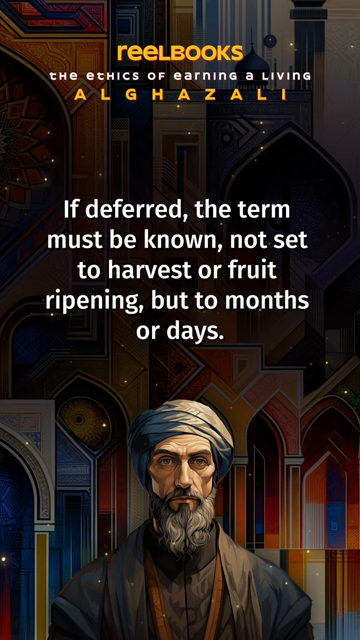 reelBOOKS
the ethics of earning a living
ALGHAZALI
If deferred, the term
must be known, not set
to harvest or fruit
ripening, but to months
or days.